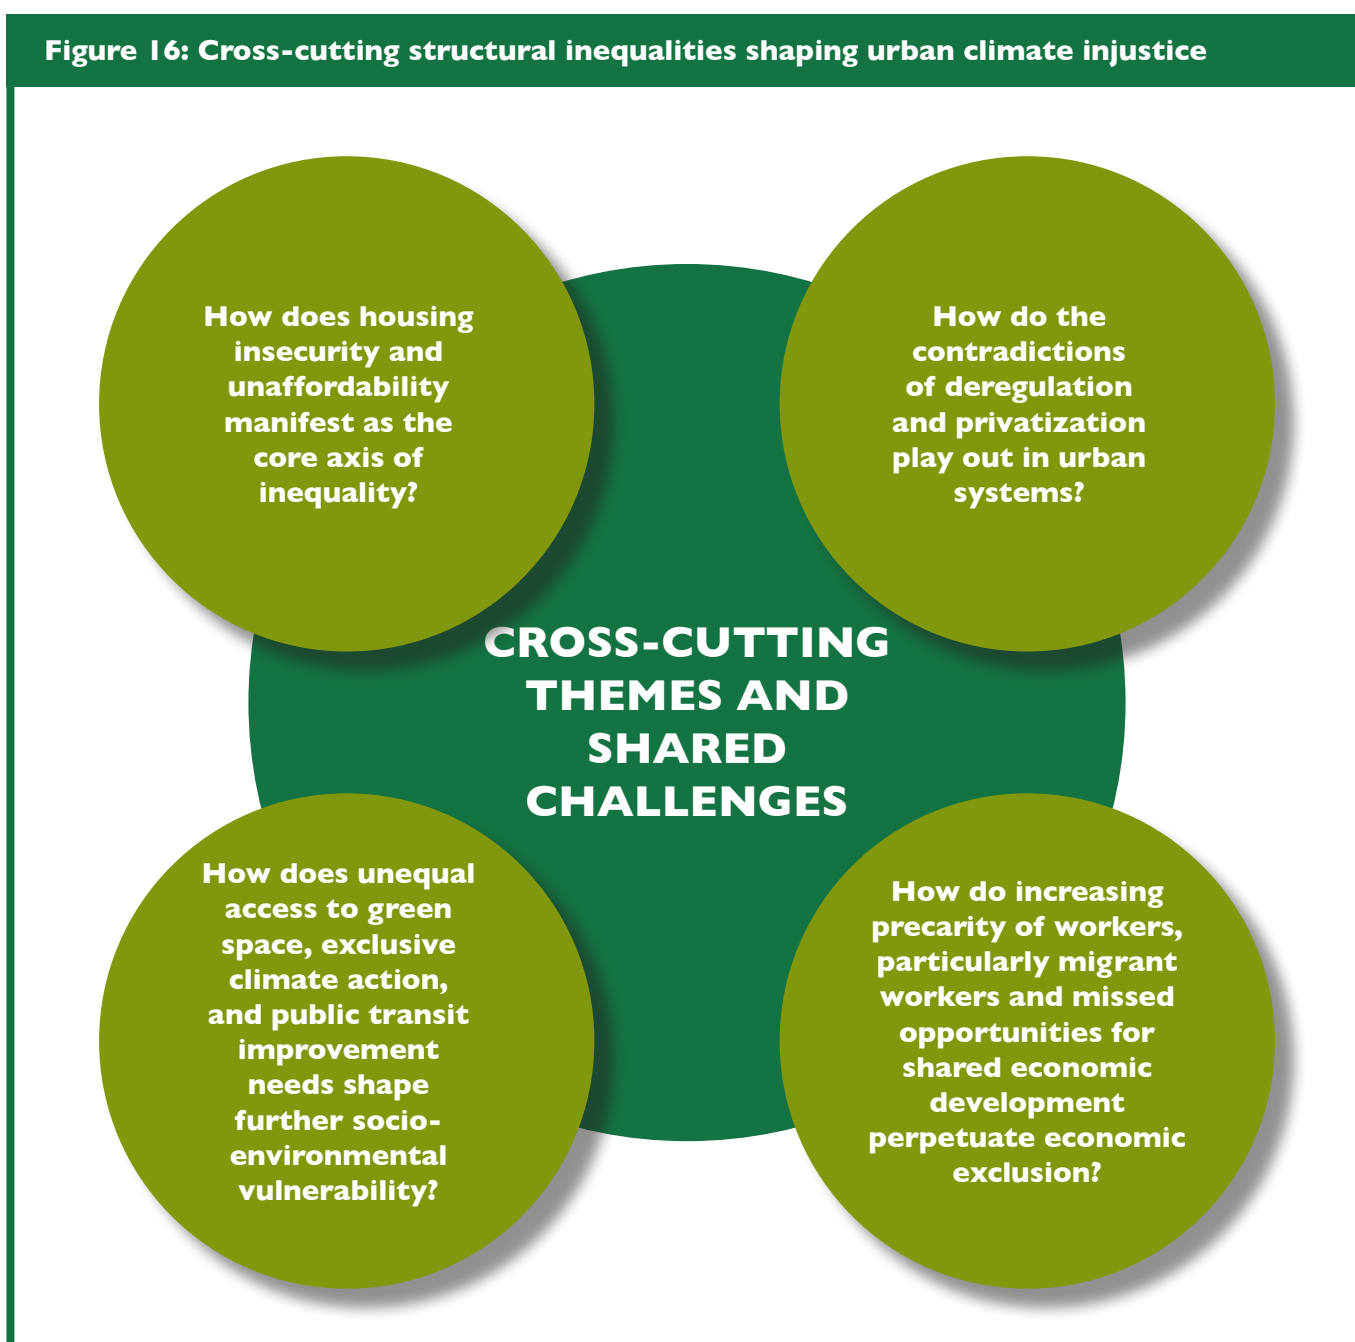 Figure 16: Cross-cutting structural inequalities shaping urban climate injustice
How does housing
insecurity and
unaffordability
manifest as the
core axis of
inequality?
How do the
contradictions
of deregulation
and privatization
play out in urban
systems?
CROSS-CUTTING
THEMES AND
SHARED
CHALLENGES
How does unequal
access to green
space, exclusive
climate action,
and public transit
improvement
needs shape
further socio-
environmental
vulnerability?
How do increasing
precarity of workers,
particularly migrant
workers and missed
opportunities for
shared economic
development
perpetuate economic
exclusion?